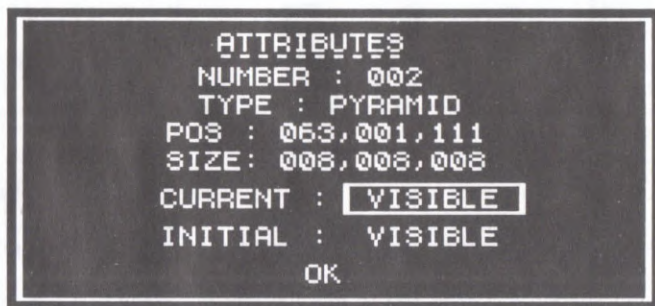 ATTRIBUTES
NUMBER : 002
TYPE : PYRAMID
POS : 063,001,111
SIZE: 008,008,008
CURRENT : VISIBLE
INITIAL : VISIBLE
OK